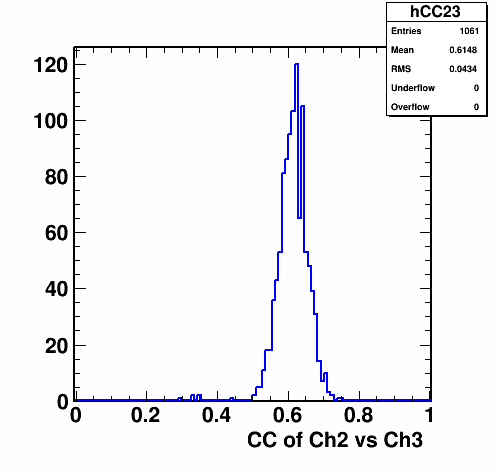 hCC23
Entries 1061
Mean 0.6148
RMS 0.0434
Underflow 0
Overflow 0
120
100
80
60
40
20
0
0 0.2 0.4 0.6 0.8 1
CC of Ch2 vs Ch3